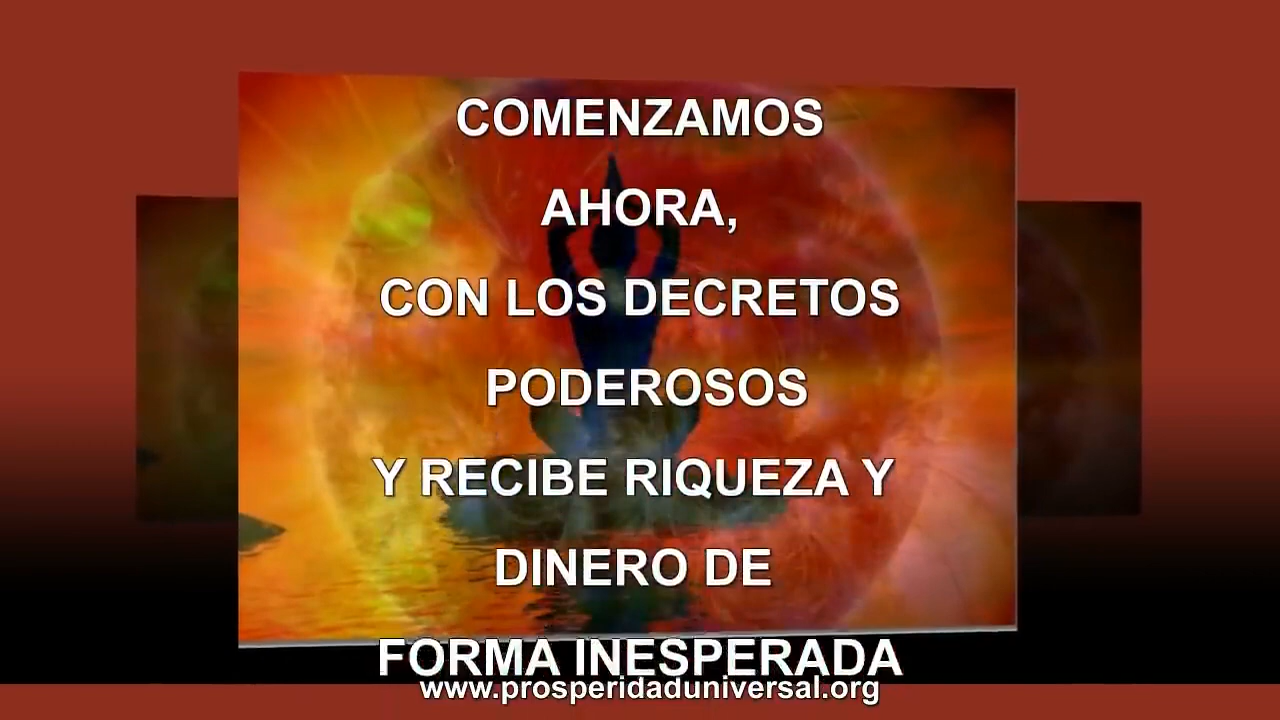 COMENZAMOS
AHORA,
CON LOS DECRETOS
PODEROSOS
Y RECIBE RIQUEZA Y
DINERO DE
FORMA INESPERADA
www.prosperidaduniversal.org